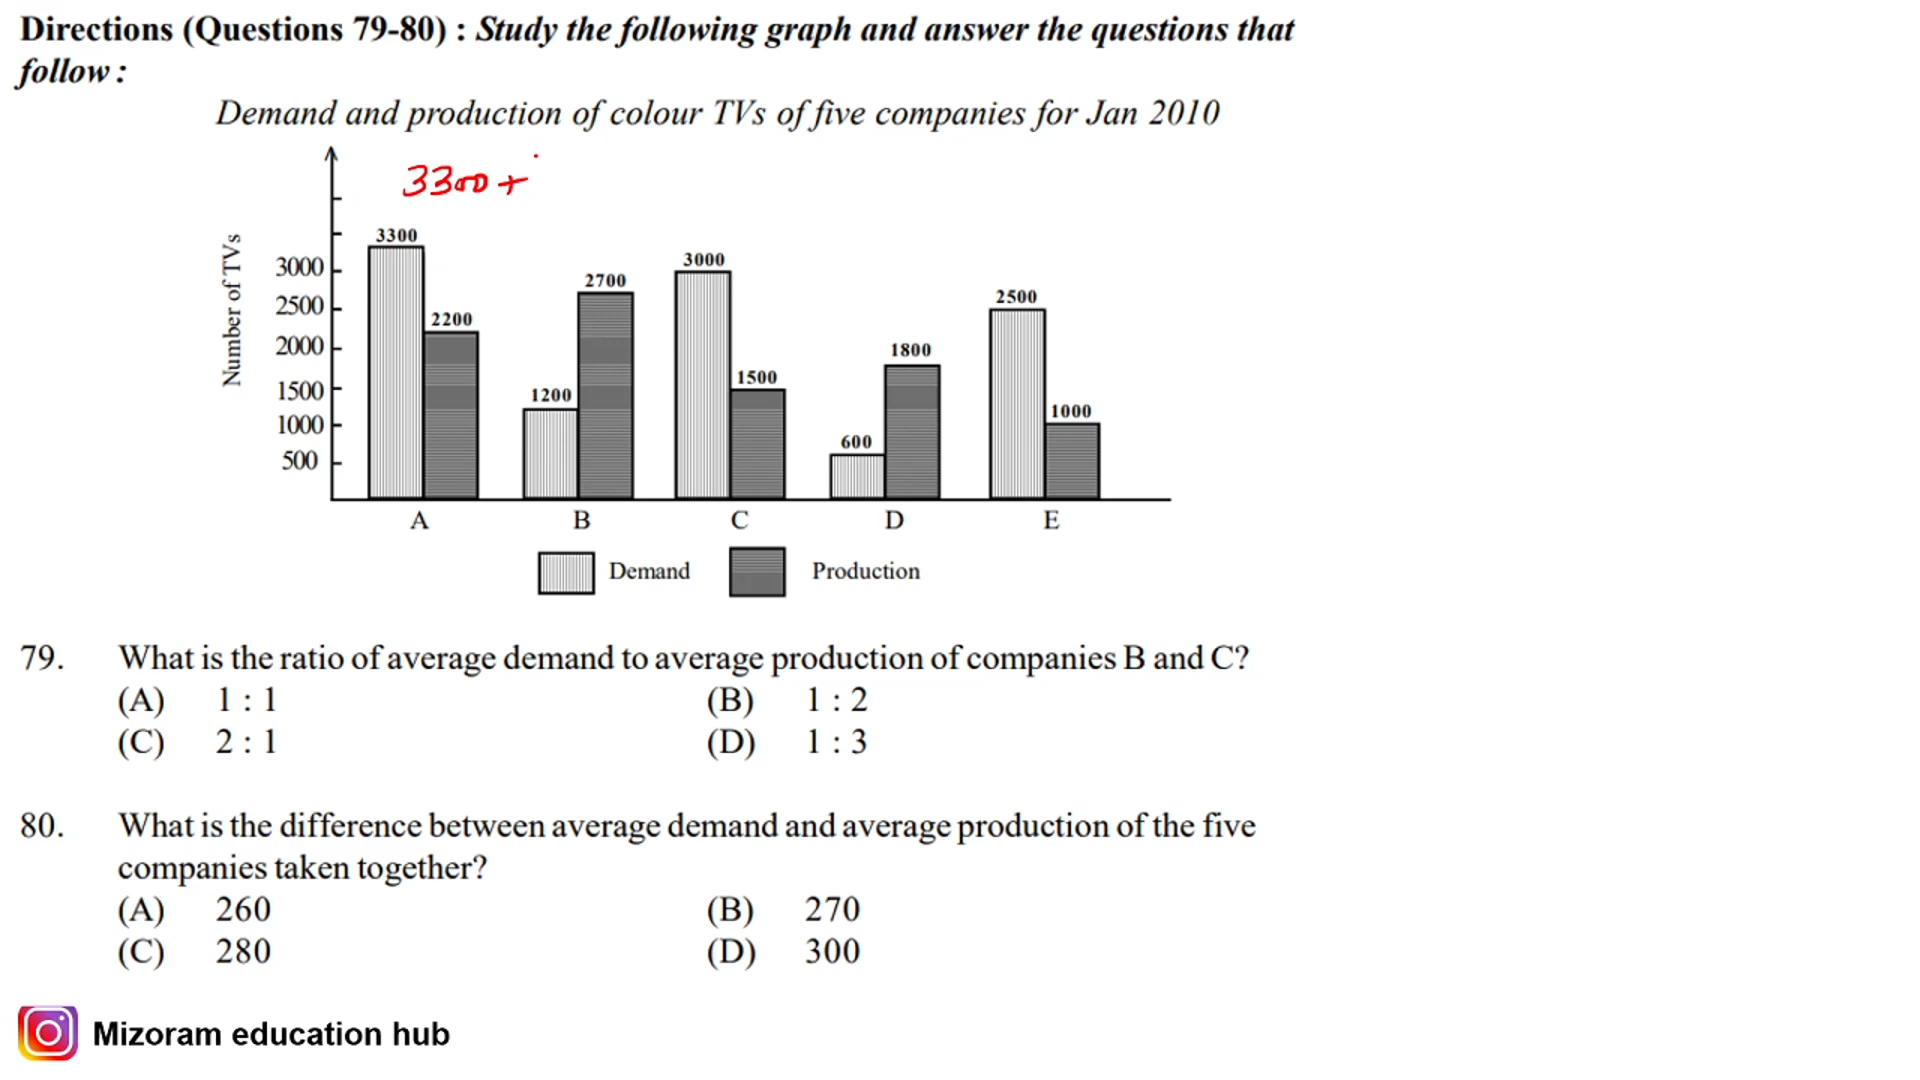 Directions (Questions 79-80) : Study the following graph and answer the questions that
follow :
Demand and production of colour TVs of five companies for Jan 2010
3300 +
Number of TVs
3000
2500
2000
1500
1000
500
3300
2200
1200
2700
3000
1500
600
1800
2500
1000
A B C D E
Demand Production
79. What is the ratio of average demand to average production of companies B and C?
(A) 1 : 1 (B) 1 : 2
(C) 2 : 1 (D) 1 : 3
80. What is the difference between average demand and average production of the five
companies taken together?
(A) 260 (B) 270
(C) 280 (D) 300
Mizoram education hub